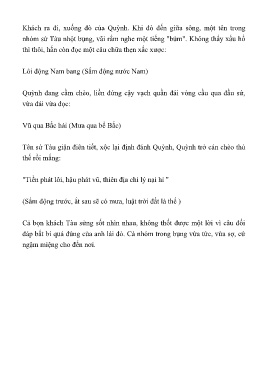 Khách ra đi, xuống đò của Quỳnh. Khi đò đến giữa sông, một tên trong
nhóm sứ Tàu nhột bụng, vãi rắm nghe một tiếng "bủm". Không thấy xấu hổ
thì thôi, hắn còn đọc một câu chữa thẹn xấc xược:
Lôi động Nam bang (Sấm động nước Nam)
Quỳnh đang cầm chèo, liền đứng cậy vạch quần đái vòng cầu qua đầu sứ,
vừa đái vừa đọc:
Vũ qua Bắc hải (Mưa qua bể Bắc)
Tên sứ Tàu giận điên tiết, xộc lại định đánh Quỳnh, Quỳnh trở cán chèo thủ
thế rồi mắng:
"Tiền phát lôi, hậu phát vũ, thiên địa chi lý nại hi "
(Sấm động trước, ắt sau sẽ có mưa, luật trời đất là thế )
Cả bọn khách Tàu sửng sốt nhìn nhau, không thốt được một lời vì câu đối
đáp bất bí quá đúng của anh lái đò. Cả nhóm trong bụng vừa tức, vừa sợ, cứ
ngậm miệng cho đến nơi.